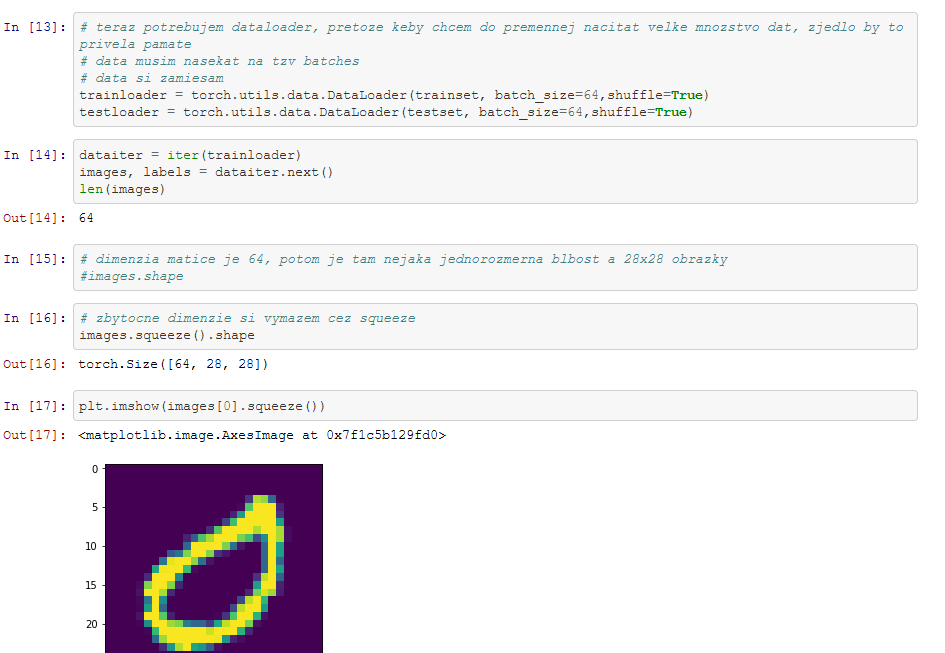 In [13]: # teraz potrebujem dataloader, pretoze keby chcem do premennej nacitat velke mnozstvo dat, zjedlo by to
privela pamate
# data musim nasekat na tzv batches
# data si zamiesam
trainloader = torch.utils.data.DataLoader(trainset, batch_size=64,shuffle=True)
testloader = torch.utils.data.DataLoader(testset, batch_size=64,shuffle=True)
In [14]: dataiter = iter(trainloader)
images, labels = dataiter.next()
len(images)
Out[14]: 64
In [15]: # dimenzia matice je 64, potom je tam nejaka jednorozmerna blbost a 28x28 obrazky
#images.shape
In [16]: # zbytocne dimenzie si vymazem cez squeeze
images.squeeze().shape
Out[16]: torch.Size([64, 28, 28])
In [17]: plt.imshow(images[0].squeeze())
Out[17]: <matplotlib.image.AxesImage at 0x7f1c5b129fd0>
0
5
10
15
20